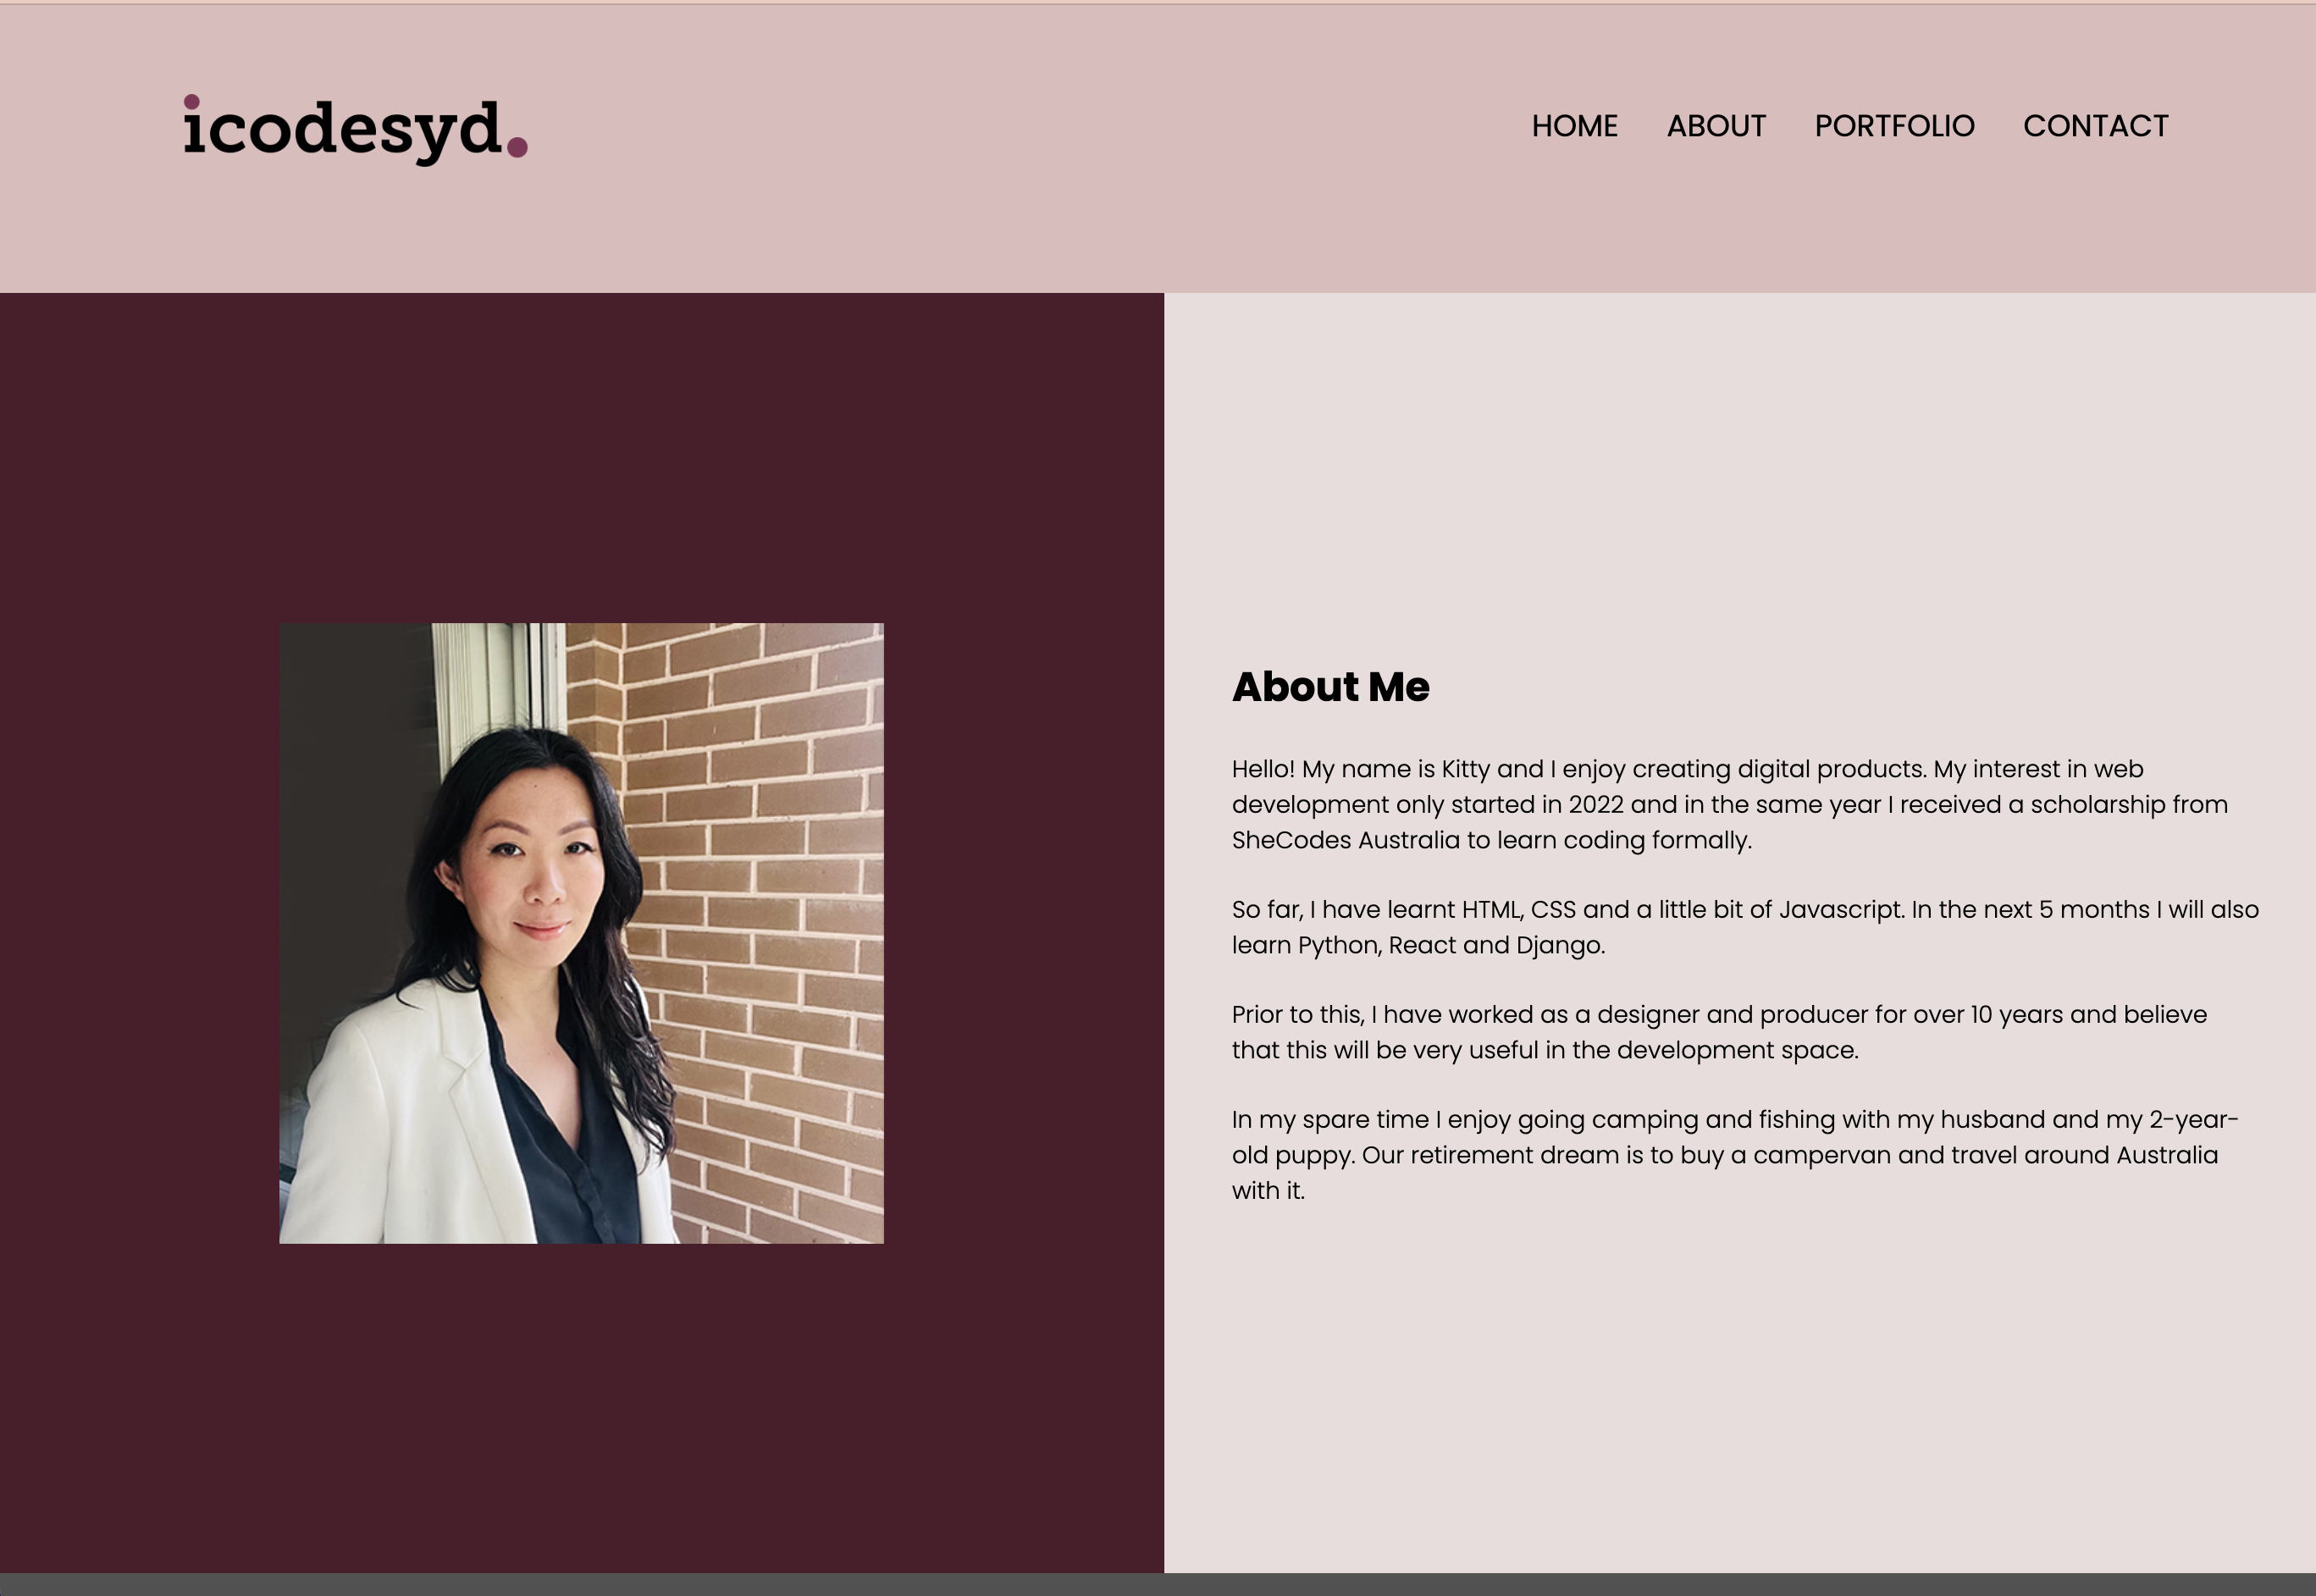 icodesyd.
HOME ABOUT PORTFOLIO CONTACT
About Me
Hello! My name is Kitty and I enjoy creating digital products. My interest in web
development only started in 2022 and in the same year I received a scholarship from
SheCodes Australia to learn coding formally.
So far, I have learnt HTML, CSS and a little bit of Javascript. In the next 5 months I will also
learn Python, React and Django.
Prior to this, I have worked as a designer and producer for over 10 years and believe
that this will be very useful in the development space.
In my spare time I enjoy going camping and fishing with my husband and my 2-year-
old puppy. Our retirement dream is to buy a campervan and travel around Australia
with it.